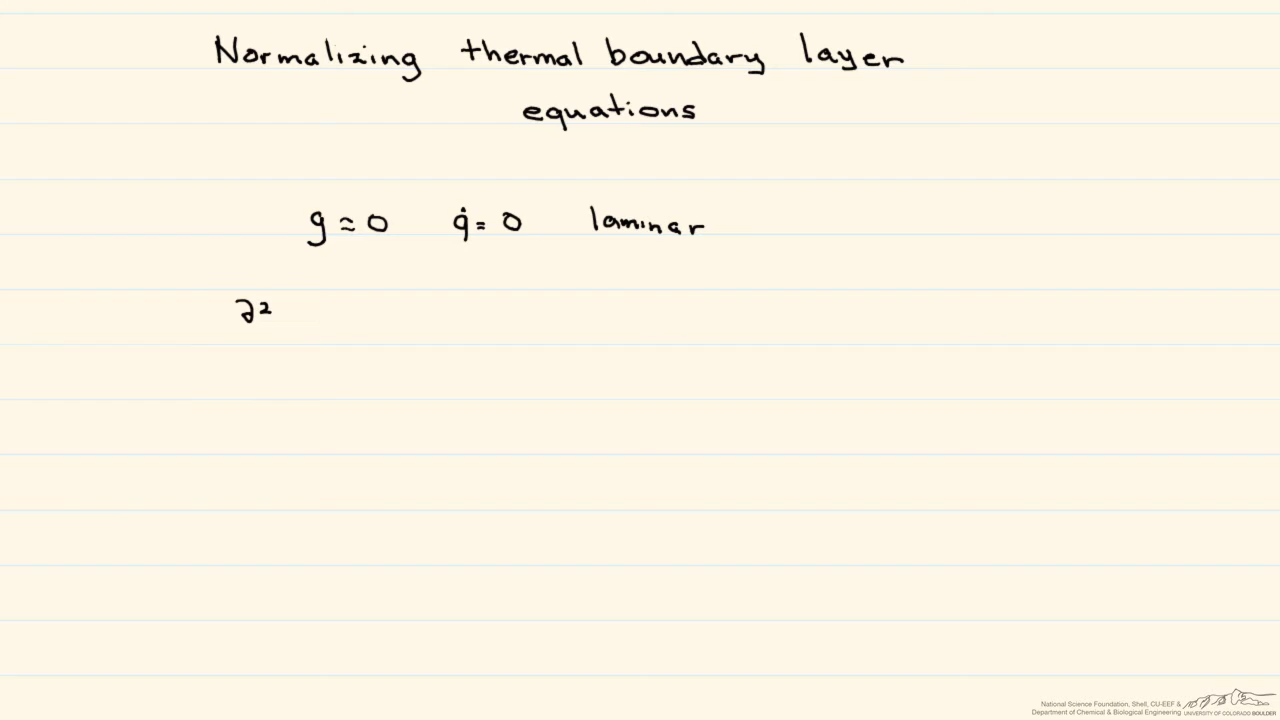 Normalizing thermal boundary layer
equations
g ≈ 0 q̇ = 0 laminar
∂²
National Science Foundation, Shell, CU-EEF &
Department of Chemical & Biological Engineering UNIVERSITY OF COLORADO BOULDER